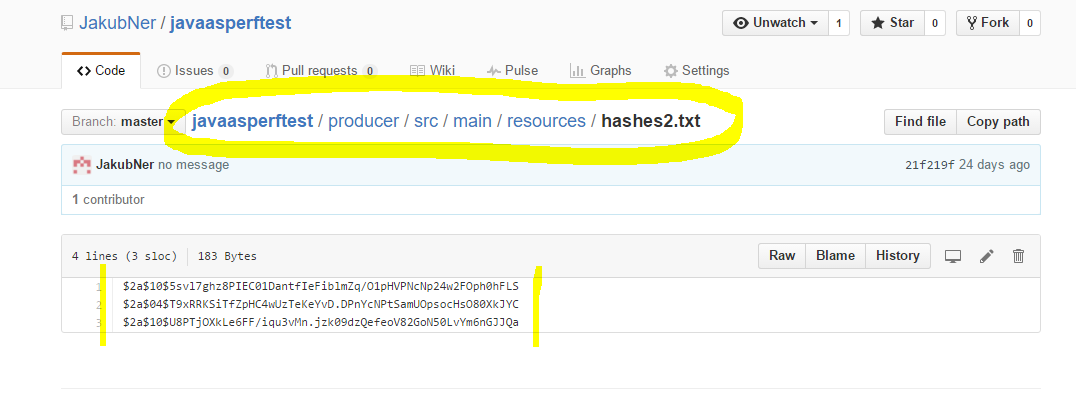 JakubNer / javaasperftest
Unwatch 1 Star 0 Fork 0
Code Issues 0 Pull requests 0 Wiki Pulse Graphs Settings
Branch: master javaasperftest / producer / src / main / resources / hashes2.txt Find file Copy path
JakubNer no message 21f219f 24 days ago
1 contributor
4 lines (3 sloc) 183 Bytes Raw Blame History
1 $2a$10$5svl7ghz8PIEC01DantfIeFiblmZq/O1pHVPNcNp24w2FOph0hFLS
2 $2a$04$T9xRRKSiTfZpHC4wUzTeKeYvD.DPnYcNPtSamUOpsocHsO80XkJYC
3 $2a$10$U8PTjOXkLe6FF/iqu3vMn.jzk09dzQefeoV82GoN50LvYm6nGJJQa